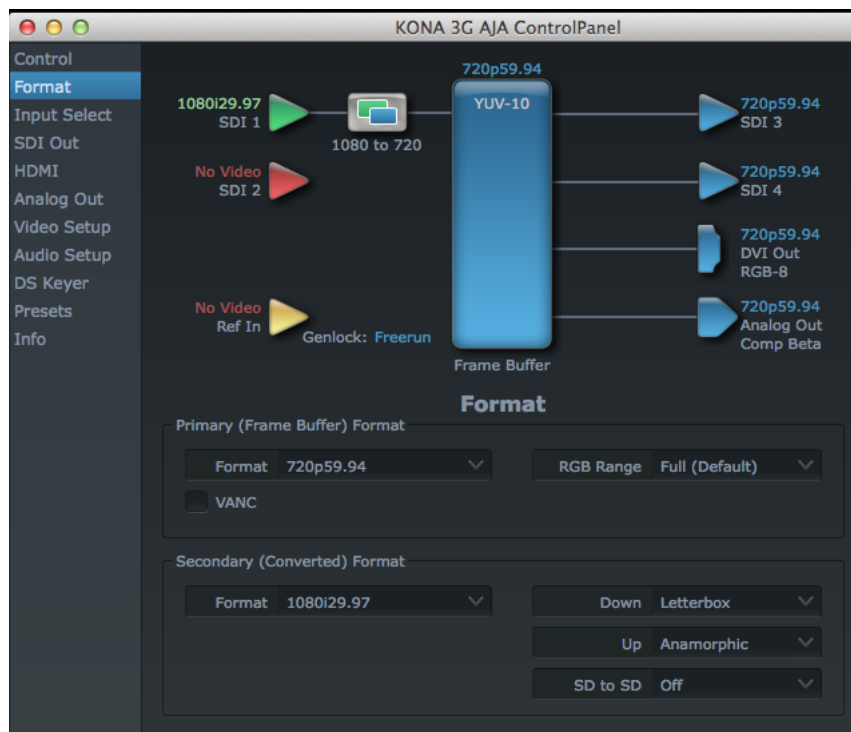 KONA 3G AJA ControlPanel
Control
Format
Input Select
SDI Out
HDMI
Analog Out
Video Setup
Audio Setup
DS Keyer
Presets
Info
720p59.94
YUV-10
1080i29.97
SDI 1
1080 to 720
No Video
SDI 2
No Video
Ref In
Genlock: Freerun
Frame Buffer
720p59.94
SDI 3
720p59.94
SDI 4
720p59.94
DVI Out
RGB-8
720p59.94
Analog Out
Comp Beta
Format
Primary (Frame Buffer) Format
Format 720p59.94
RGB Range Full (Default)
VANC
Secondary (Converted) Format
Format 1080i29.97
Down Letterbox
Up Anamorphic
SD to SD Off